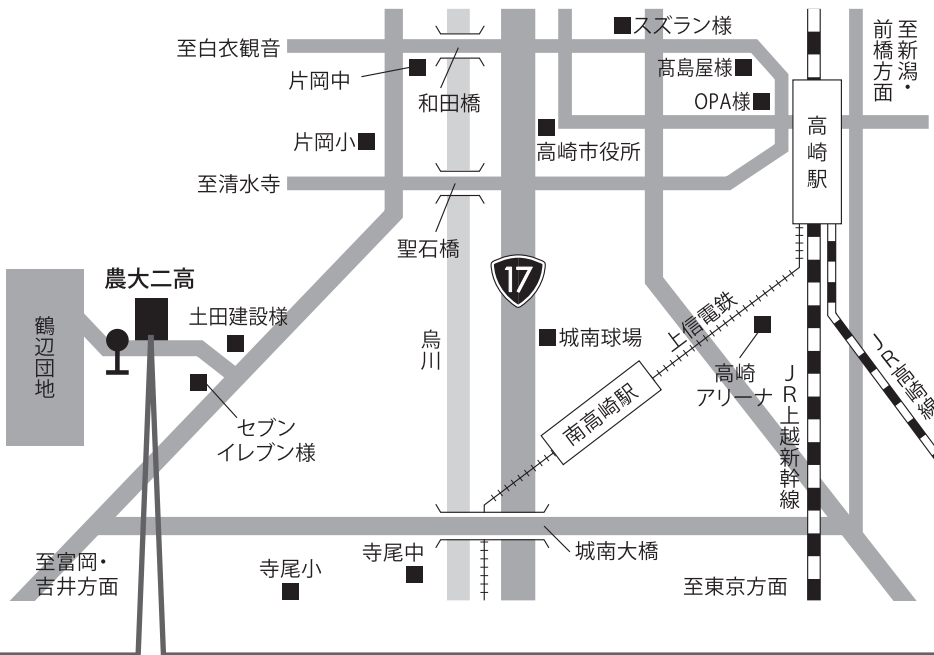 スズラン様
至白衣観音
髙島屋様
片岡中
OPA様
和田橋
至新潟・
前橋方面
高崎駅
片岡小
高崎市役所
至清水寺
聖石橋
農大二高
17
土田建設様
鶴辺団地
烏川
城南球場
上信電鉄
高崎
アリーナ
JR高崎線
JR上越新幹線
南高崎駅
セブン
イレブン様
城南大橋
至富岡・
吉井方面
寺尾小
寺尾中
至東京方面